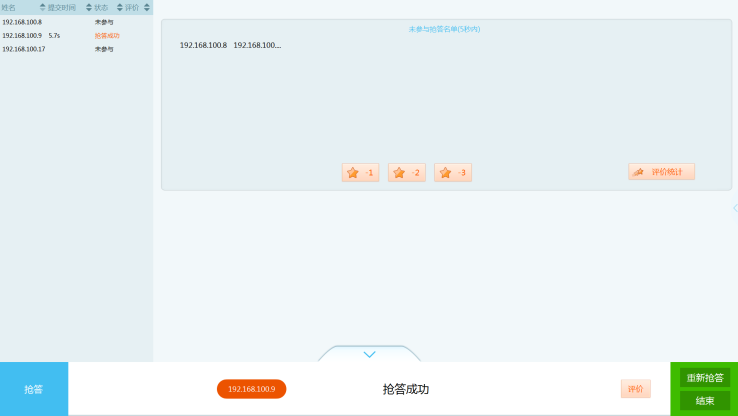 姓名 提交时间 状态 评价
192.168.100.8 未参与
192.168.100.9 5.7s 抢答成功
192.168.100.17 未参与
未参与抢答名单(5秒内)
192.168.100.8 192.168.100...
-1 -2 -3 评价统计
抢答 192.168.100.9 抢答成功 评价
重新抢答
结束